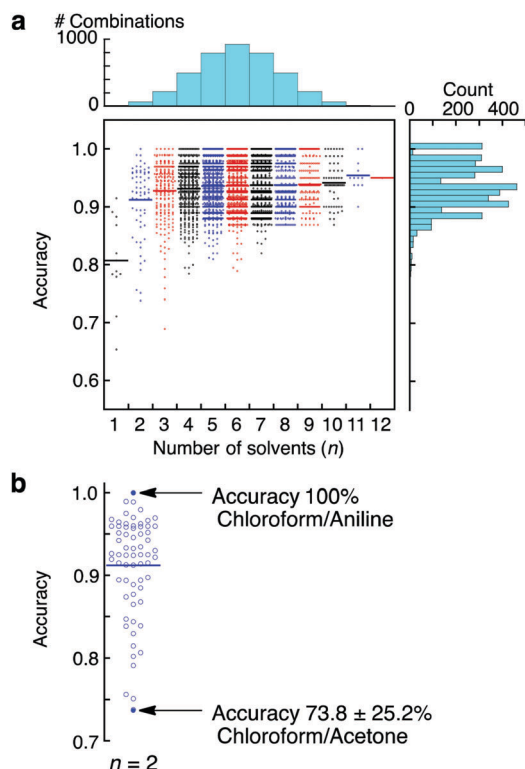 a
# Combinations
1000
0
Count
0 200 400
1.0
0.9
0.8
0.7
0.6
Accuracy
1 2 3 4 5 6 7 8 9 10 11 12
Number of solvents (n)
b
1.0
0.9
0.8
0.7
Accuracy
Accuracy 100%
Chloroform/Aniline
Accuracy 73.8 ± 25.2%
Chloroform/Acetone
n = 2